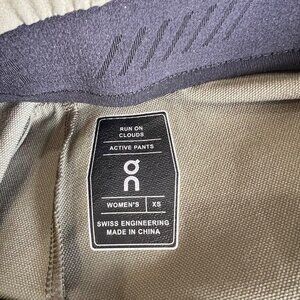 RUN ON
CLOUDS
ACTIVE PANTS
on
WOMEN'S XS
SWISS ENGINEERING
MADE IN CHINA